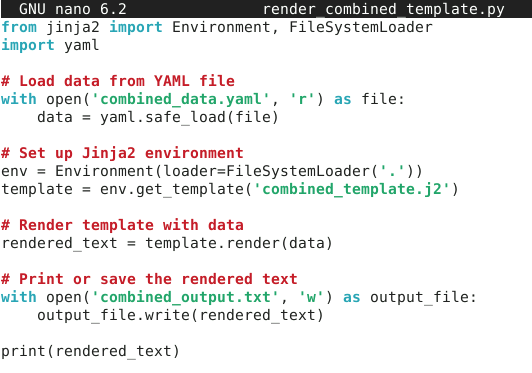 GNU nano 6.2 render_combined_template.py
from jinja2 import Environment, FileSystemLoader
import yaml
# Load data from YAML file
with open('combined_data.yaml', 'r') as file:
    data = yaml.safe_load(file)
# Set up Jinja2 environment
env = Environment(loader=FileSystemLoader('.'))
template = env.get_template('combined_template.j2')
# Render template with data
rendered_text = template.render(data)
# Print or save the rendered text
with open('combined_output.txt', 'w') as output_file:
    output_file.write(rendered_text)
print(rendered_text)